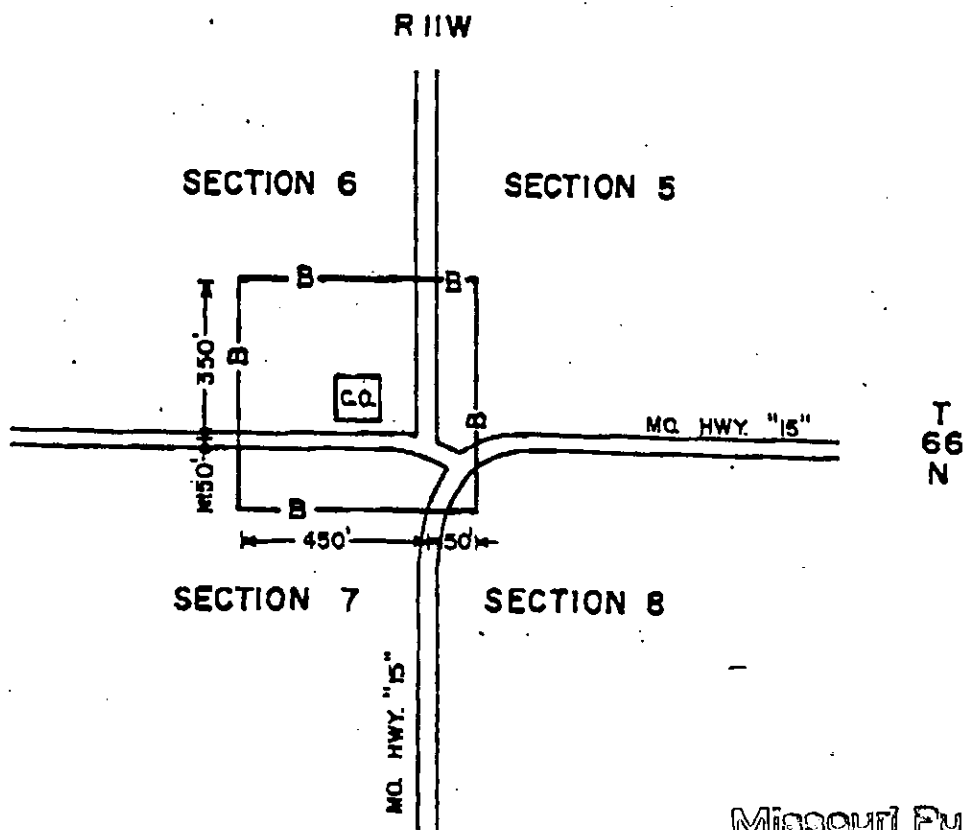 R 11W
SECTION 6
SECTION 5
B
B
350'
B
C.O.
B
MO. HWY. "15"
T
66
N
150'
B
450'
50'
SECTION 7
SECTION 8
MO. HWY. "15"
Missouri Pu